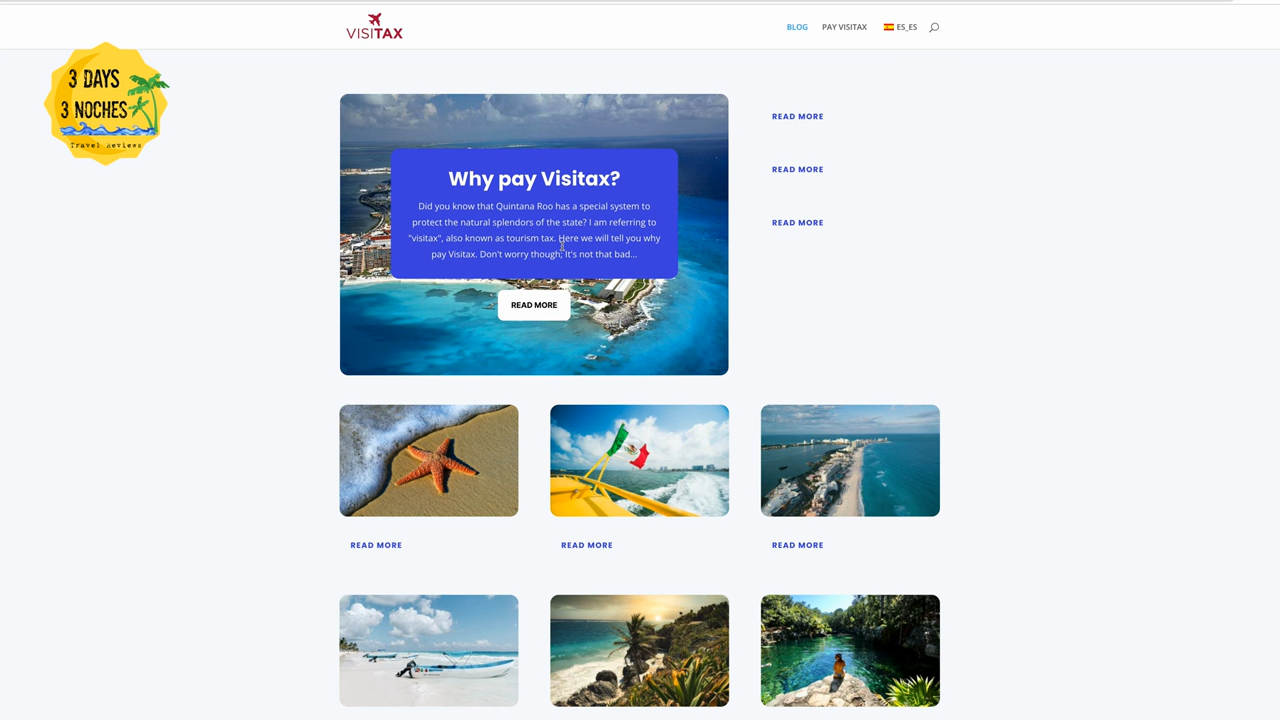 VISITAX
BLOG
PAY VISITAX
ES_ES
3 DAYS
3 NOCHES
Travel Reviews
Why pay Visitax?
Did you know that Quintana Roo has a special system to
protect the natural splendors of the state? I am referring to
"visitax", also known as tourism tax. Here we will tell you why
pay Visitax. Don't worry though, it's not that bad...
READ MORE
READ MORE
READ MORE
READ MORE
READ MORE
READ MORE
READ MORE